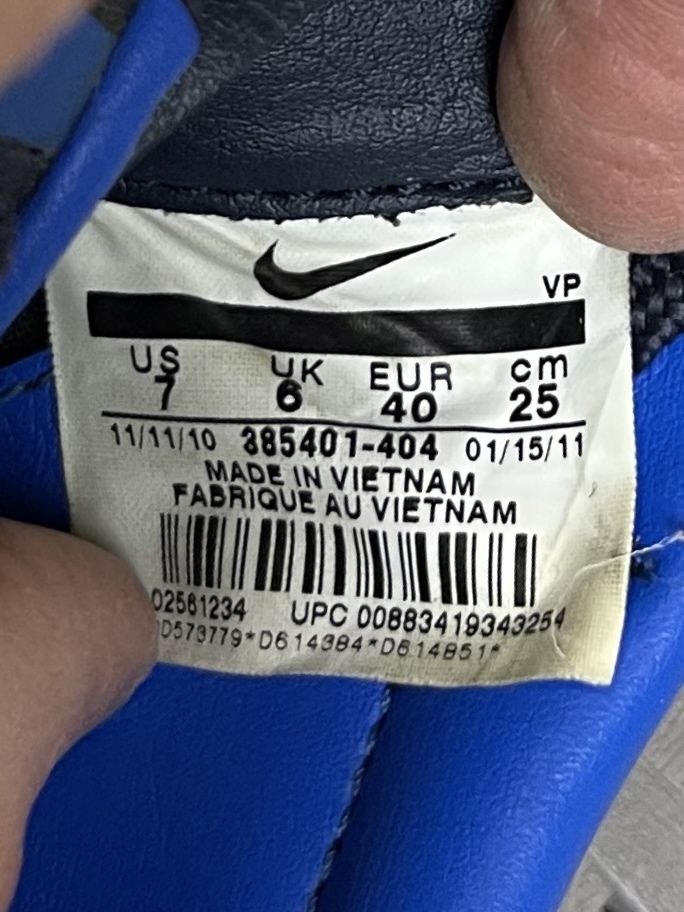 VP
US UK EUR cm
7 6 40 25
11/11/10 385401-404 01/15/11
MADE IN VIETNAM
FABRIQUE AU VIETNAM
02581234 UPC 00883419343254
D573779*D614384*D614851*